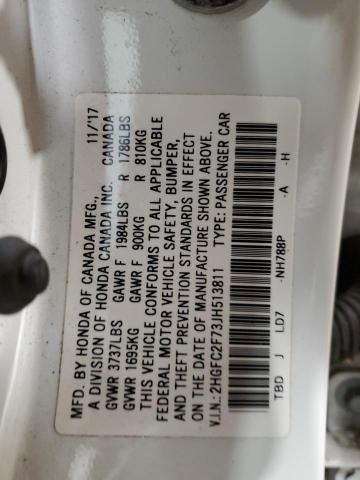 MFD. BY HONDA OF CANADA MFG., 11/'17
A DIVISION OF HONDA CANADA INC. CANADA
GVWR 3737LBS GAWR F 1984LBS R 1786LBS
GVWR 1695KG GAWR F 900KG R 810KG
THIS VEHICLE CONFORMS TO ALL APPLICABLE
FEDERAL MOTOR VEHICLE SAFETY, BUMPER,
AND THEFT PREVENTION STANDARDS IN EFFECT
ON THE DATE OF MANUFACTURE SHOWN ABOVE.
V.I.N.: 2HGFC2F73JH513811 TYPE: PASSENGER CAR
TBD J LD7 -NH788P -A -H